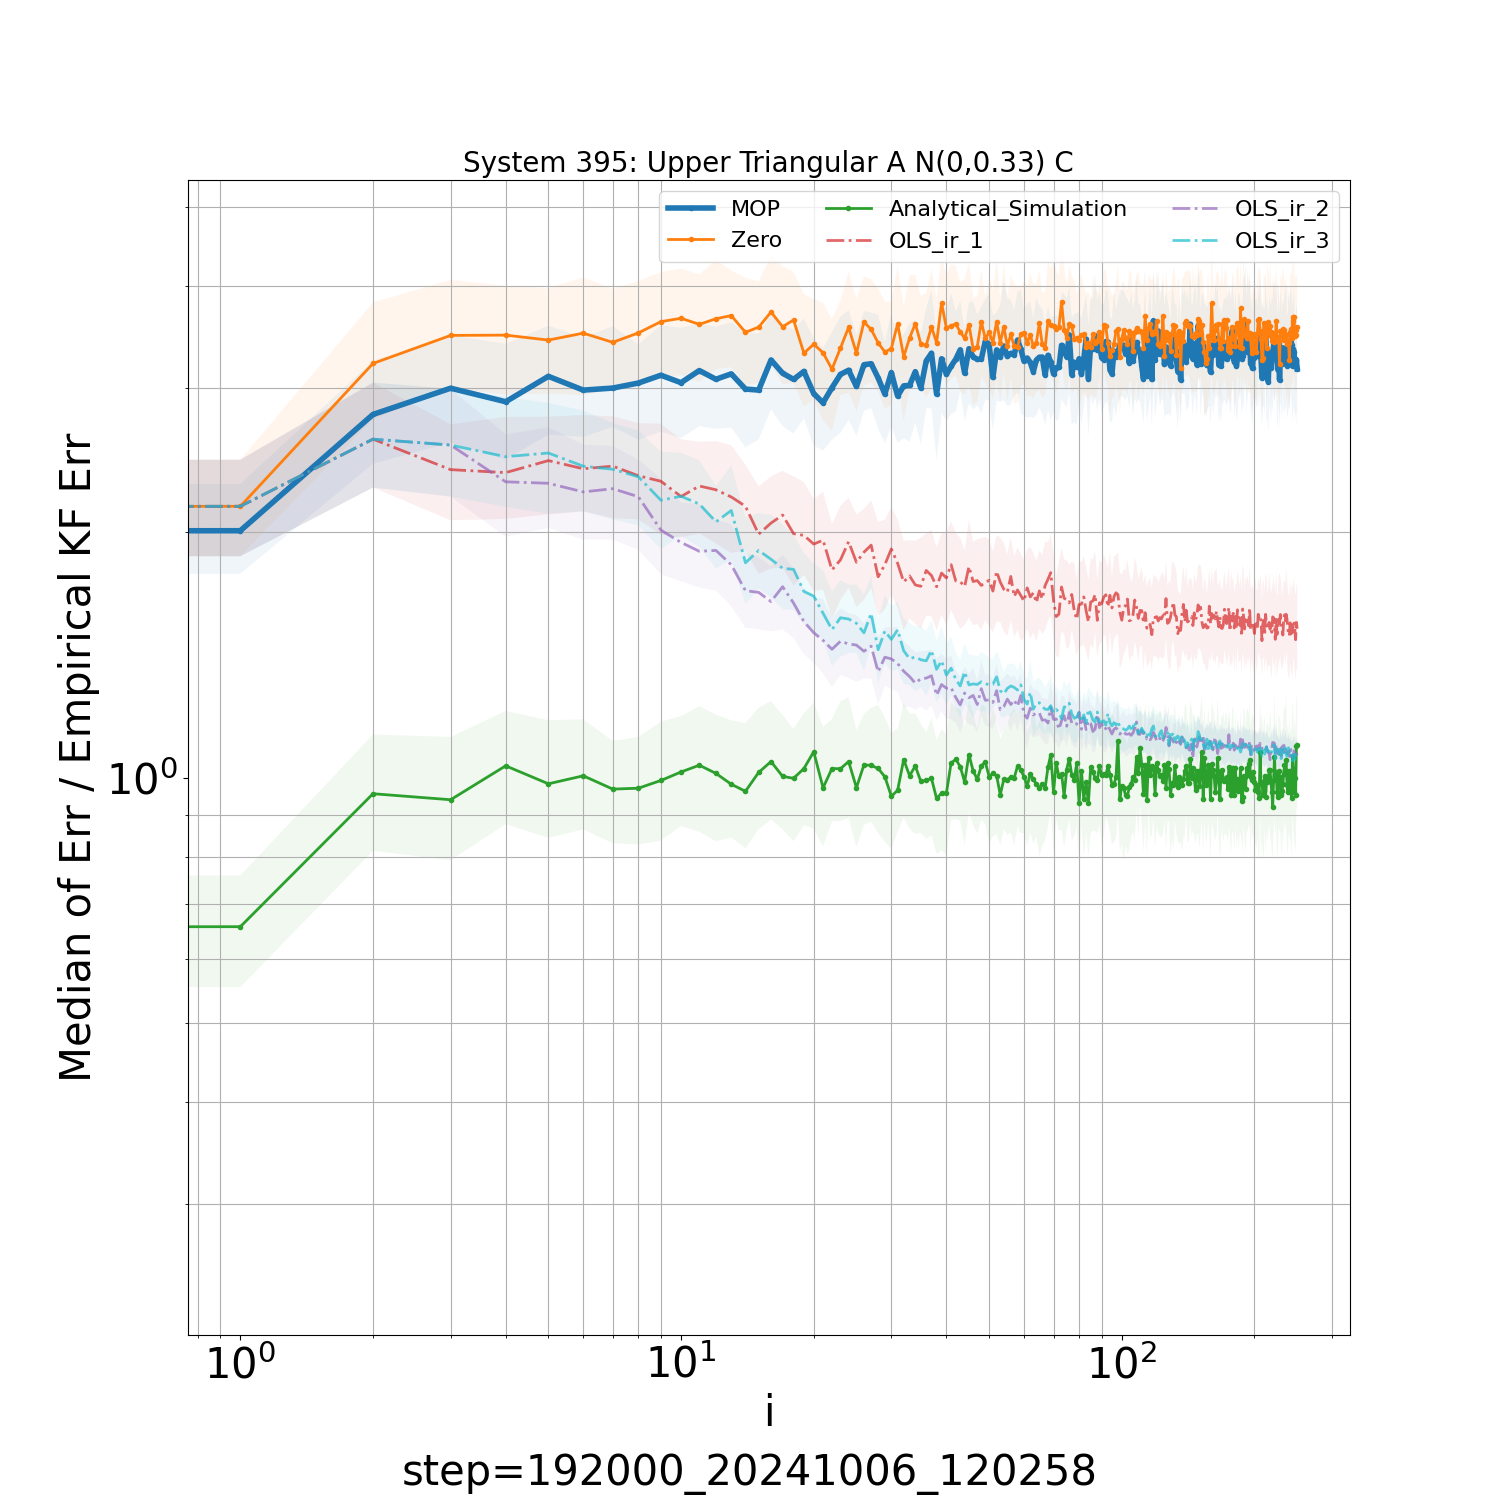 System 395: Upper Triangular A N(0,0.33) C
MOP
Zero
Analytical_Simulation
OLS_ir_1
OLS_ir_2
OLS_ir_3
Median of Err / Empirical KF Err
10⁰
10⁰ 10¹ 10²
i
step=192000_20241006_120258